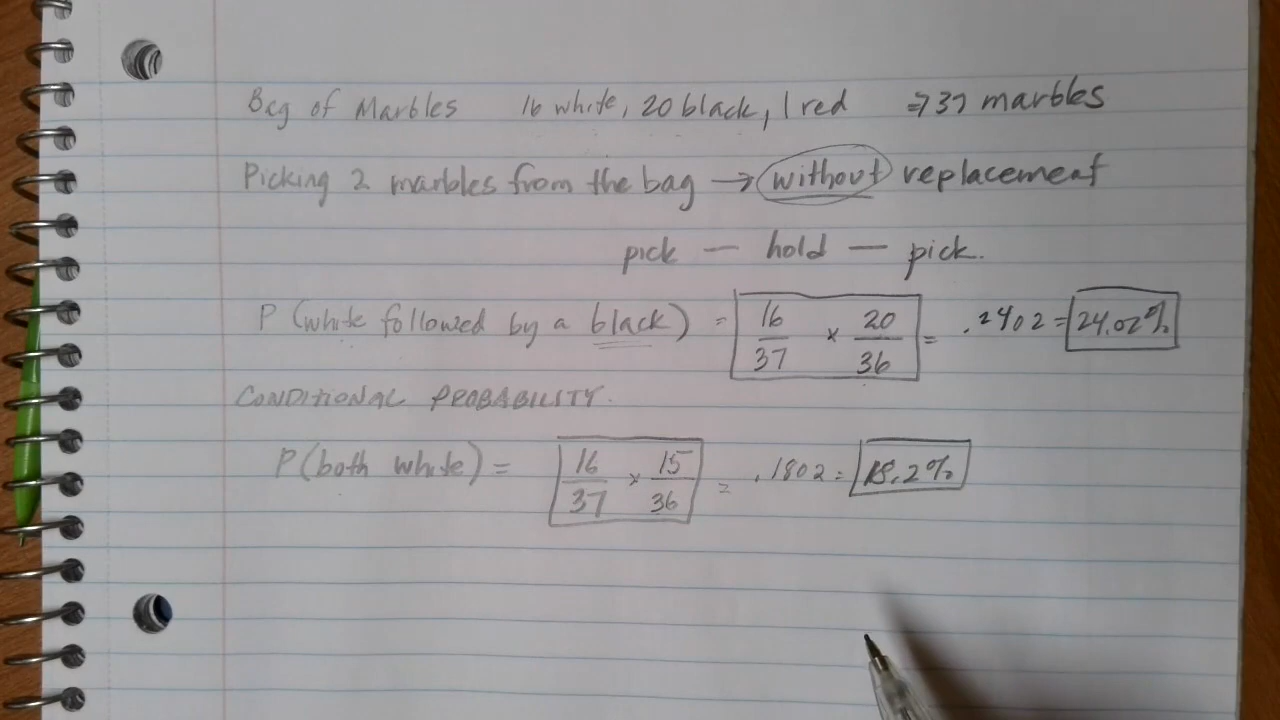 Bag of Marbles 16 white, 20 black, 1 red ⇒ 37 marbles
Picking 2 marbles from the bag → without replacement
pick — hold — pick.
P (white followed by a black) = 16/37 × 20/36 = .2402 = 24.02%
CONDITIONAL PROBABILITY.
P(both white) = 16/37 × 15/36 = .1802 = 18.2%